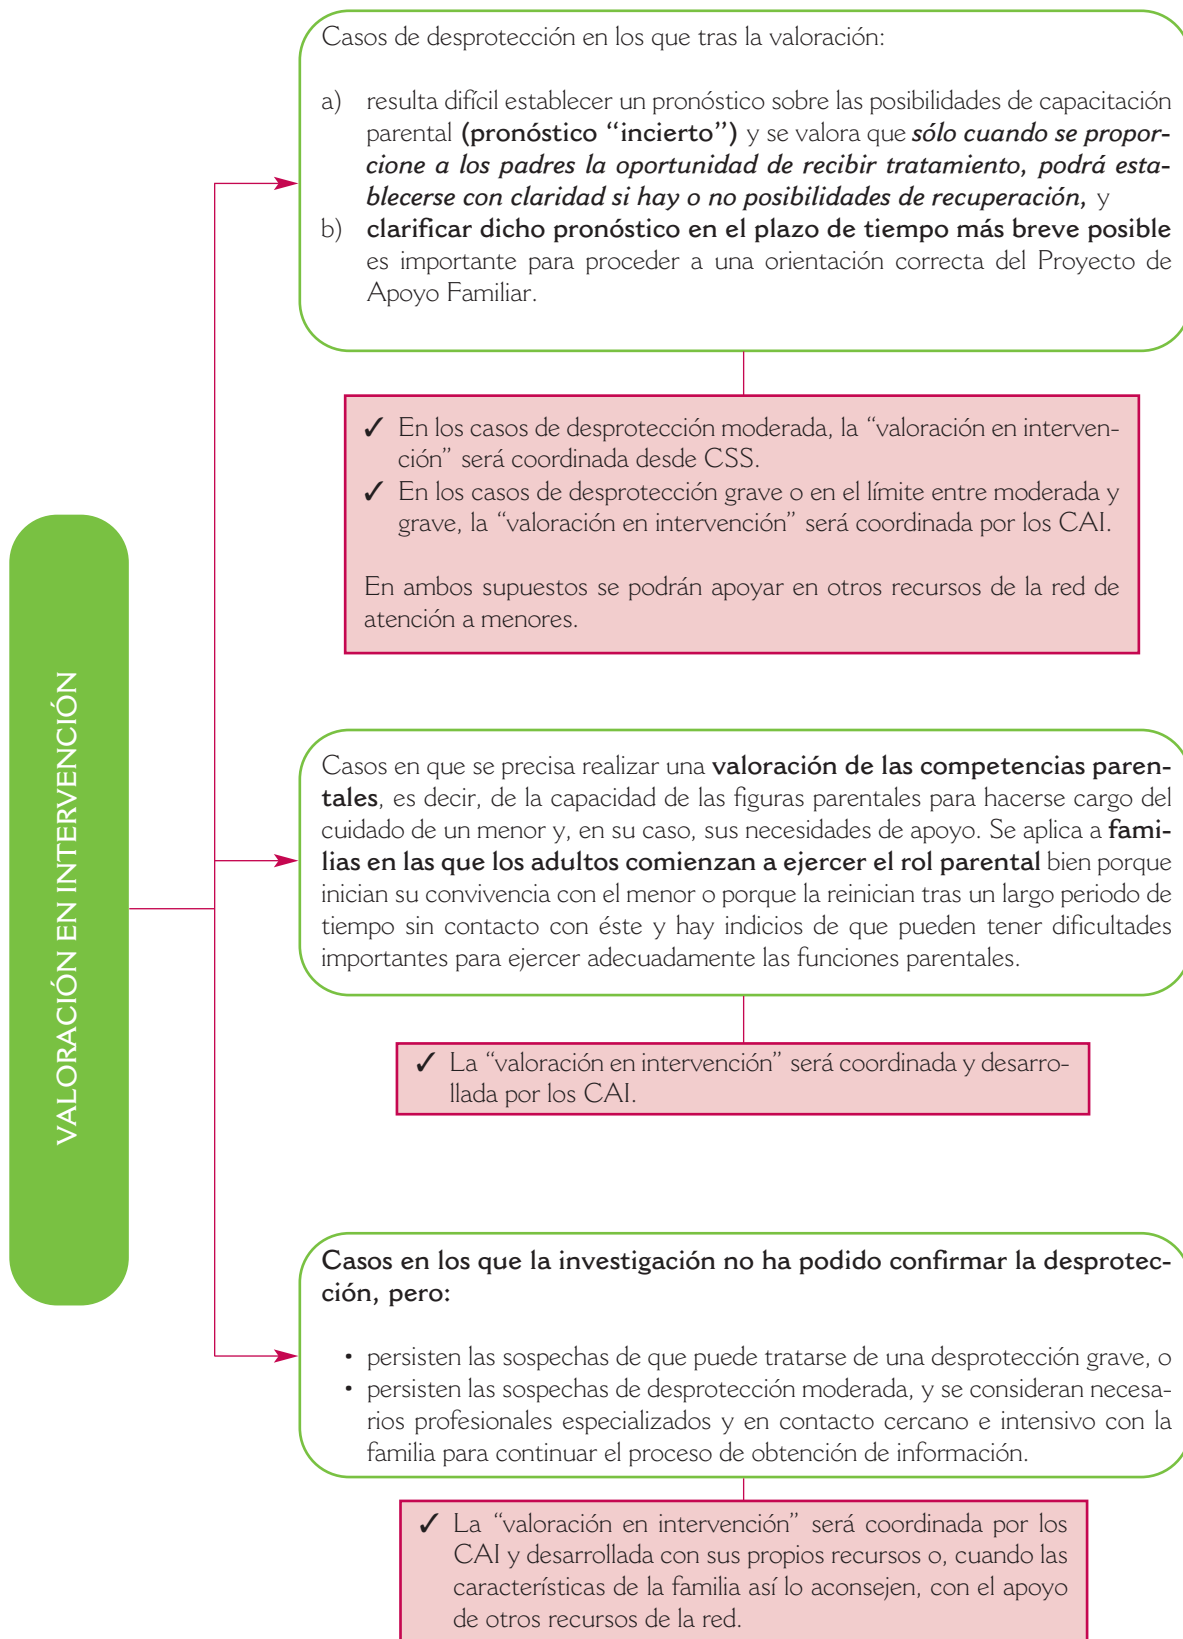 Casos de desprotección en los que tras la valoración:
a) resulta difícil establecer un pronóstico sobre las posibilidades de capacitación
parental (pronóstico “incierto”) y se valora que sólo cuando se propor-
cione a los padres la oportunidad de recibir tratamiento, podrá esta-
blecerse con claridad si hay o no posibilidades de recuperación, y
b) clarificar dicho pronóstico en el plazo de tiempo más breve posible
es importante para proceder a una orientación correcta del Proyecto de
Apoyo Familiar.
✓ En los casos de desprotección moderada, la “valoración en interven-
ción” será coordinada desde CSS.
✓ En los casos de desprotección grave o en el límite entre moderada y
grave, la “valoración en intervención” será coordinada por los CAI.
En ambos supuestos se podrán apoyar en otros recursos de la red de
atención a menores.
VALORACIÓN EN INTERVENCIÓN
Casos en que se precisa realizar una valoración de las competencias paren-
tales, es decir, de la capacidad de las figuras parentales para hacerse cargo del
cuidado de un menor y, en su caso, sus necesidades de apoyo. Se aplica a fami-
lias en las que los adultos comienzan a ejercer el rol parental bien porque
inician su convivencia con el menor o porque la reinician tras un largo periodo de
tiempo sin contacto con éste y hay indicios de que pueden tener dificultades
importantes para ejercer adecuadamente las funciones parentales.
✓ La “valoración en intervención” será coordinada y desarro-
llada por los CAI.
Casos en los que la investigación no ha podido confirmar la desprotec-
ción, pero:
• persisten las sospechas de que puede tratarse de una desprotección grave, o
• persisten las sospechas de desprotección moderada, y se consideran necesa-
rios profesionales especializados y en contacto cercano e intensivo con la
familia para continuar el proceso de obtención de información.
✓ La “valoración en intervención” será coordinada por los
CAI y desarrollada con sus propios recursos o, cuando las
características de la familia así lo aconsejen, con el apoyo
de otros recursos de la red.